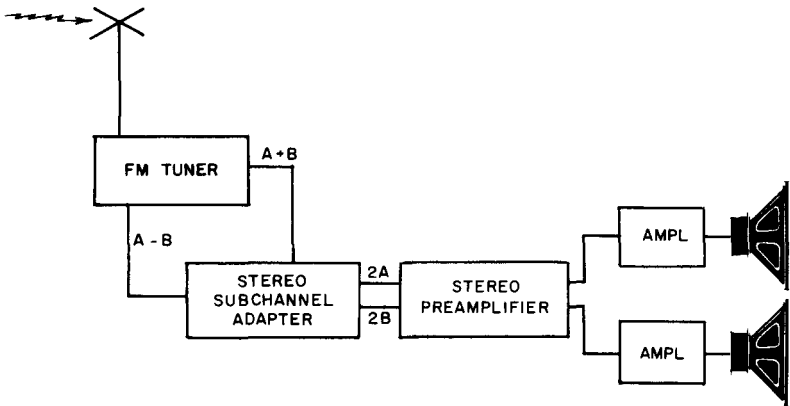 FM TUNER
A+B
A-B
STEREO
SUBCHANNEL
ADAPTER
2A
2B
STEREO
PREAMPLIFIER
AMPL
AMPL